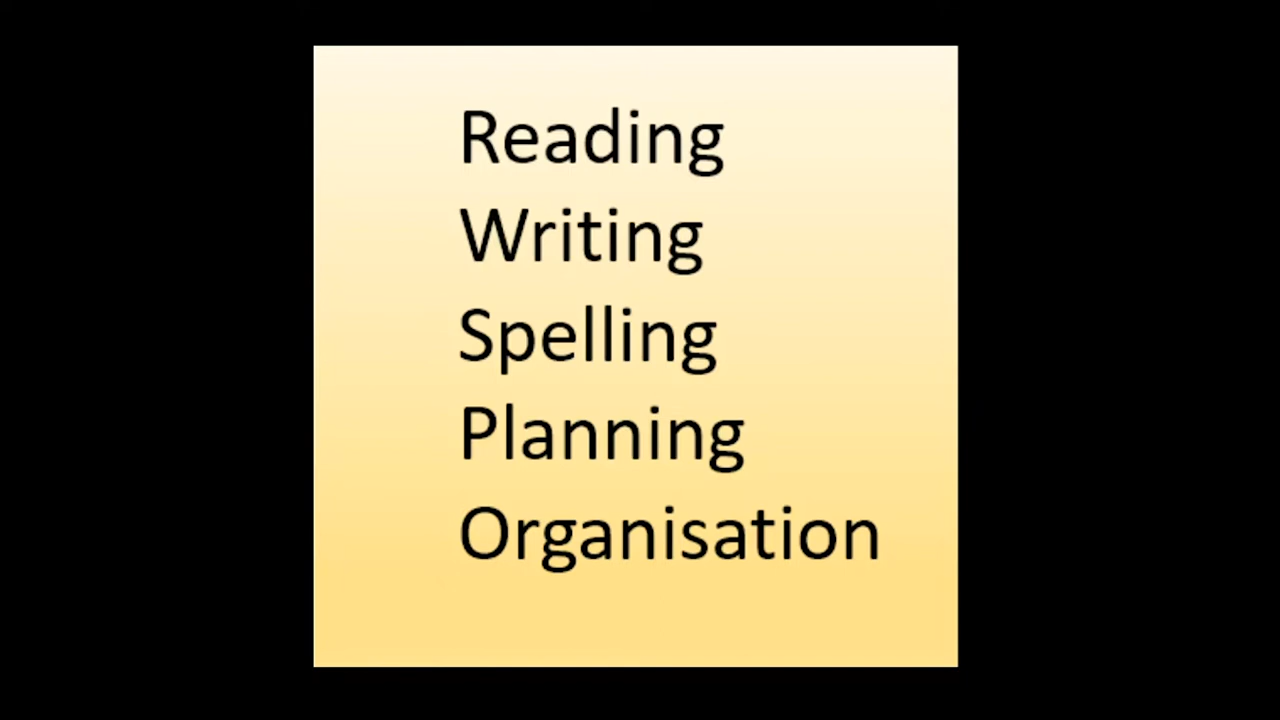 Reading
Writing
Spelling
Planning
Organisation